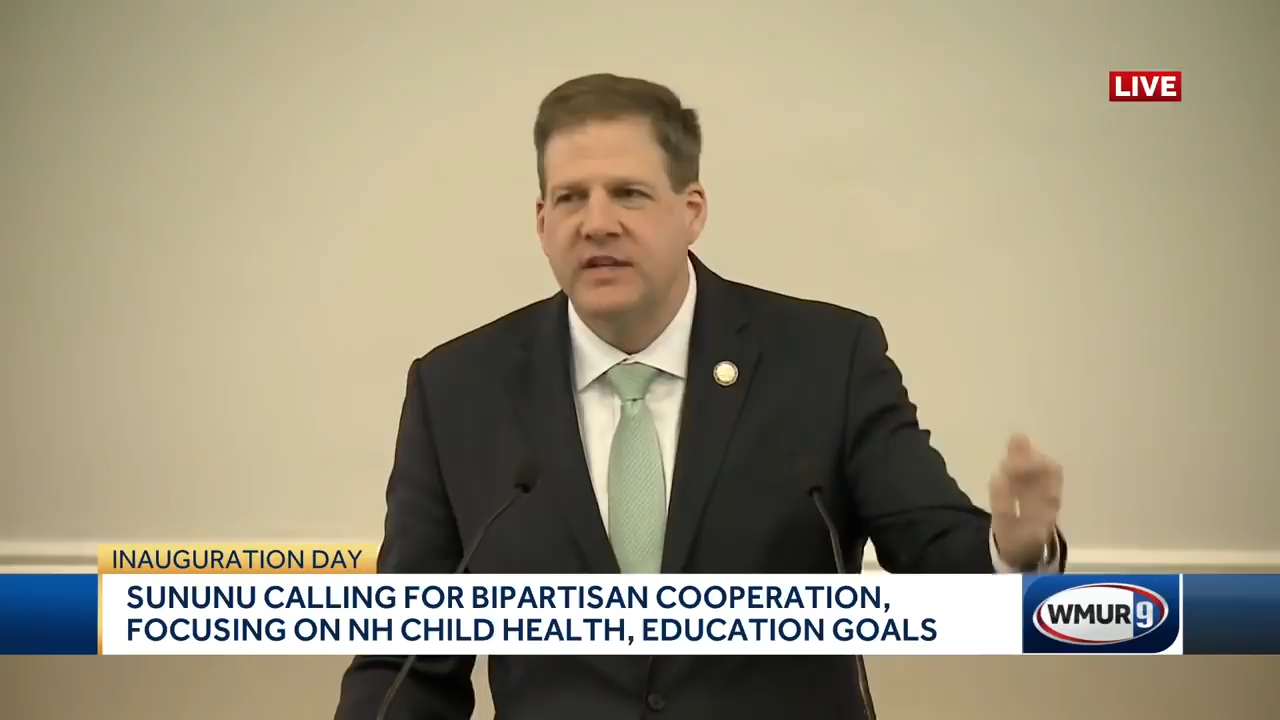 LIVE
INAUGURATION DAY
SUNUNU CALLING FOR BIPARTISAN COOPERATION,
FOCUSING ON NH CHILD HEALTH, EDUCATION GOALS
WMUR 9